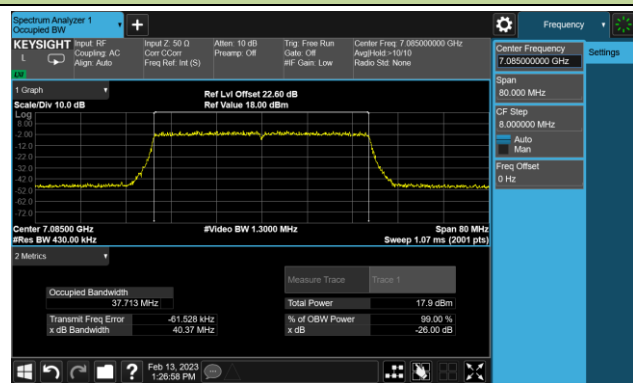 Spectrum Analyzer 1
Occupied BW
Frequency
KEYSIGHT
L
Input: RF
Coupling: AC
Align: Auto
Input Z: 50 Ω
Corr CCorr
Freq Ref: Int (S)
Atten: 10 dB
Preamp: Off
Trig: Free Run
Gate: Off
#IF Gain: Low
Center Freq: 7.085000000 GHz
Avg|Hold:>10/10
Radio Std: None
Center Frequency
7.085000000 GHz
Settings
Span
80.000 MHz
CF Step
8.000000 MHz
Auto
Man
Freq Offset
0 Hz
1 Graph
Scale/Div 10.0 dB
Ref Lvl Offset 22.60 dB
Ref Value 18.00 dBm
Log
8.00
-2.00
-12.0
-22.0
-32.0
-42.0
-52.0
-62.0
-72.0
Center 7.08500 GHz
#Res BW 430.00 kHz
#Video BW 1.3000 MHz
Span 80 MHz
Sweep 1.07 ms (2001 pts)
2 Metrics
Measure Trace
Trace 1
Occupied Bandwidth
37.713 MHz
Total Power
17.9 dBm
Transmit Freq Error
-61.528 kHz
% of OBW Power
99.00 %
x dB Bandwidth
40.37 MHz
x dB
-26.00 dB
?
Feb 13, 2023
1:26:58 PM